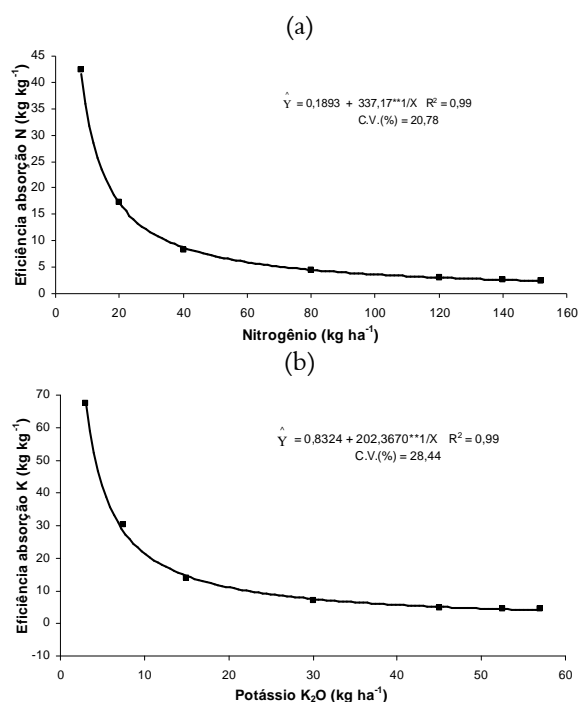 (a)
45
40
35
30
25
20
15
10
5
0
Eficiência absorção N (kg kg⁻¹)
Ŷ = 0,1893 + 337,17**1/X R² = 0,99
C.V.(%) = 20,78
0 20 40 60 80 100 120 140 160
Nitrogênio (kg ha⁻¹)
(b)
70
60
50
40
30
20
10
0
-10
Eficiência absorção K (kg kg⁻¹)
Ŷ = 0,8324 + 202,3670**1/X R² = 0,99
C.V.(%) = 28,44
0 10 20 30 40 50 60
Potássio K₂O (kg ha⁻¹)